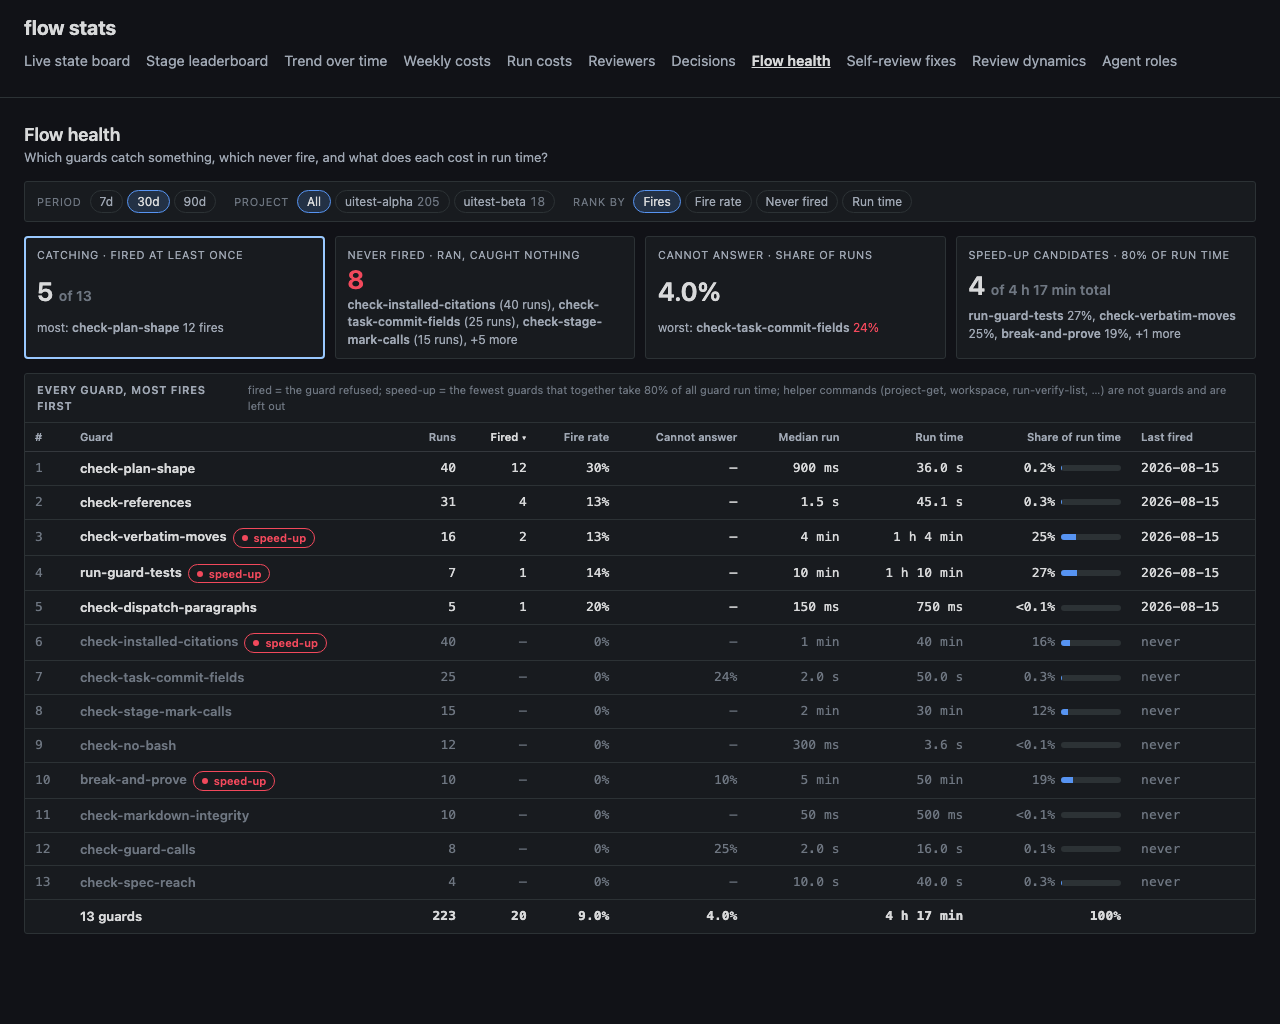 flow stats
Live state board Stage leaderboard Trend over time Weekly costs Run costs Reviewers Decisions Flow health Self-review fixes Review dynamics Agent roles
Flow health
Which guards catch something, which never fire, and what does each cost in run time?
PERIOD 7d 30d 90d PROJECT All uitest-alpha 205 uitest-beta 18 RANK BY Fires Fire rate Never fired Run time
CATCHING · FIRED AT LEAST ONCE
5 of 13
most: check-plan-shape 12 fires
NEVER FIRED · RAN, CAUGHT NOTHING
8
check-installed-citations (40 runs), check-
task-commit-fields (25 runs), check-stage-
mark-calls (15 runs), +5 more
CANNOT ANSWER · SHARE OF RUNS
4.0%
worst: check-task-commit-fields 24%
SPEED-UP CANDIDATES · 80% OF RUN TIME
4 of 4 h 17 min total
run-guard-tests 27%, check-verbatim-moves
25%, break-and-prove 19%, +1 more
EVERY GUARD, MOST FIRES
FIRST
fired = the guard refused; speed-up = the fewest guards that together take 80% of all guard run time; helper commands (project-get, workspace, run-verify-list, …) are not guards and are
left out
# Guard Runs Fired ▾ Fire rate Cannot answer Median run Run time Share of run time Last fired
1 check-plan-shape 40 12 30% — 900 ms 36.0 s 0.2% 2026-08-15
2 check-references 31 4 13% — 1.5 s 45.1 s 0.3% 2026-08-15
3 check-verbatim-moves speed-up 16 2 13% — 4 min 1 h 4 min 25% 2026-08-15
4 run-guard-tests speed-up 7 1 14% — 10 min 1 h 10 min 27% 2026-08-15
5 check-dispatch-paragraphs 5 1 20% — 150 ms 750 ms <0.1% 2026-08-15
6 check-installed-citations speed-up 40 — 0% — 1 min 40 min 16% never
7 check-task-commit-fields 25 — 0% 24% 2.0 s 50.0 s 0.3% never
8 check-stage-mark-calls 15 — 0% — 2 min 30 min 12% never
9 check-no-bash 12 — 0% — 300 ms 3.6 s <0.1% never
10 break-and-prove speed-up 10 — 0% 10% 5 min 50 min 19% never
11 check-markdown-integrity 10 — 0% — 50 ms 500 ms <0.1% never
12 check-guard-calls 8 — 0% 25% 2.0 s 16.0 s 0.1% never
13 check-spec-reach 4 — 0% — 10.0 s 40.0 s 0.3% never
13 guards 223 20 9.0% 4.0% 4 h 17 min 100%